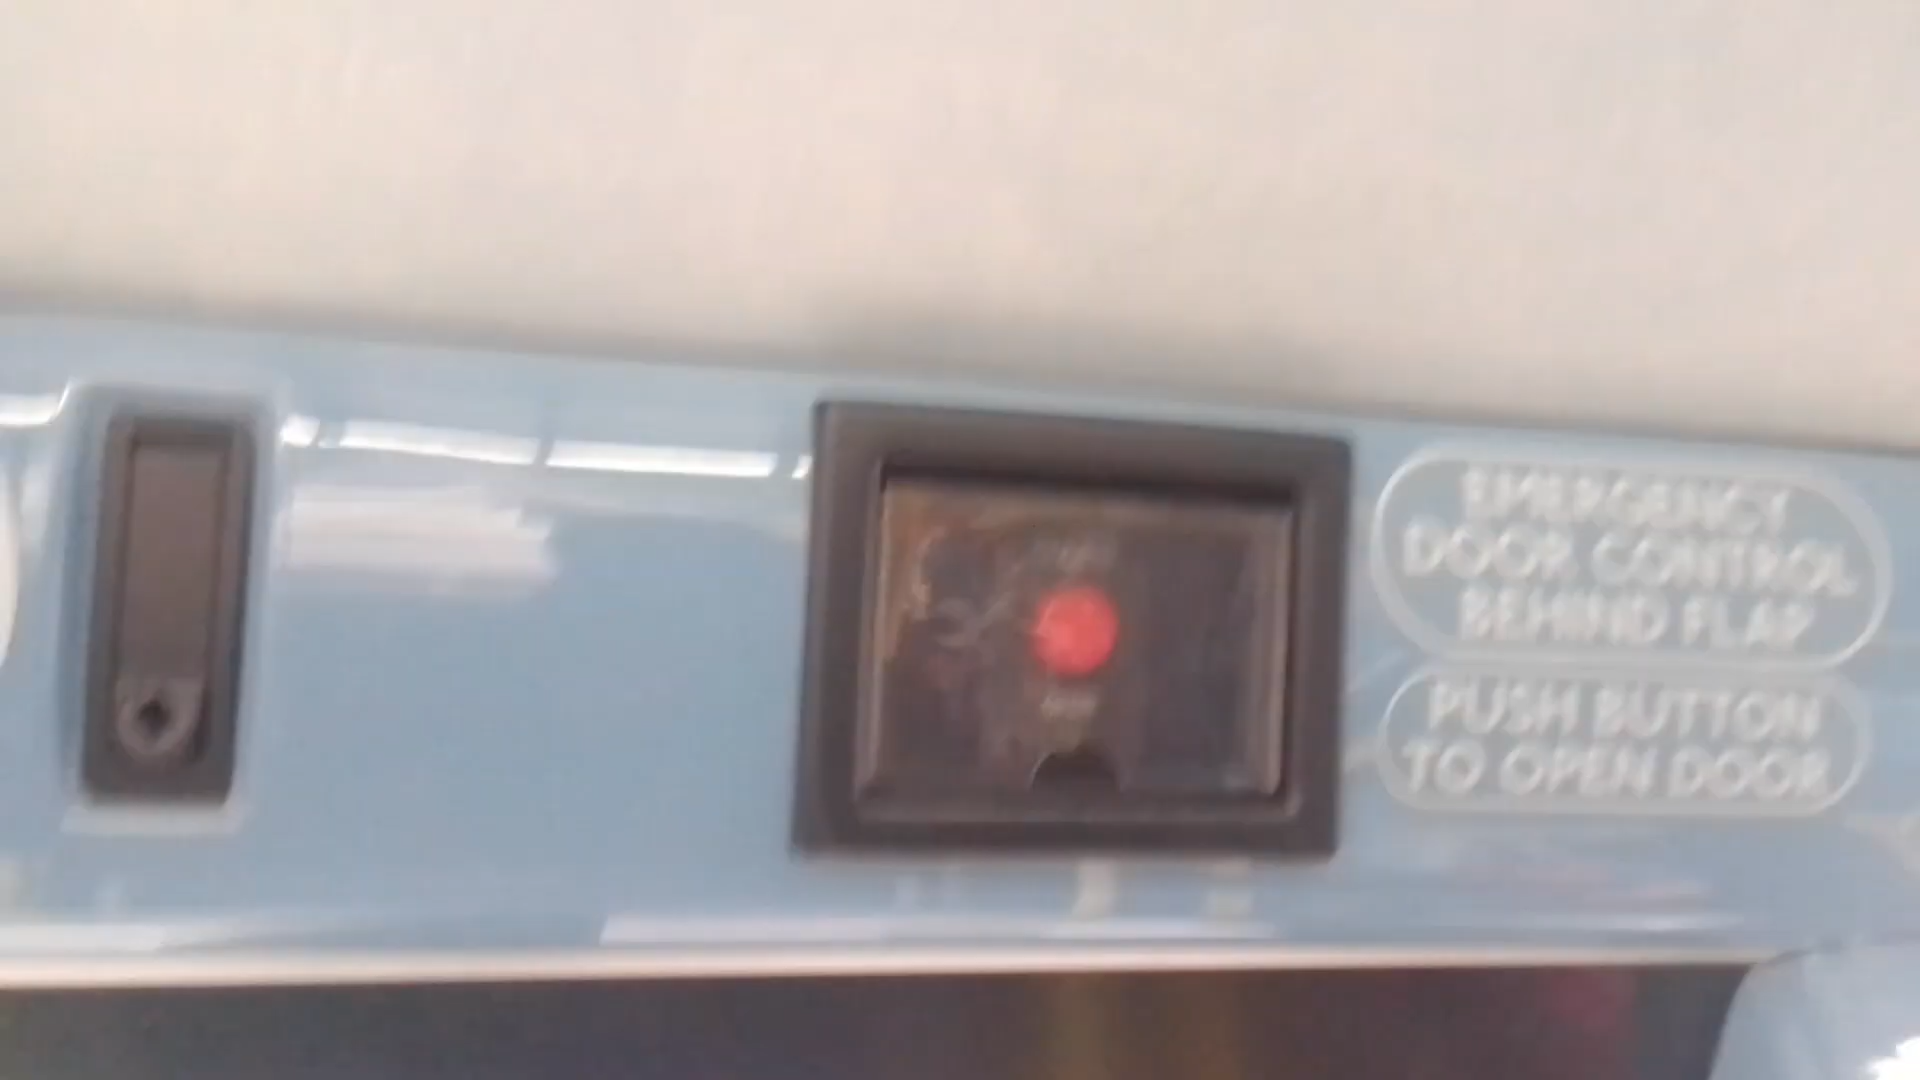 EMERGENCY
DOOR CONTROL
BEHIND FLAP
PUSH BUTTON
TO OPEN DOOR